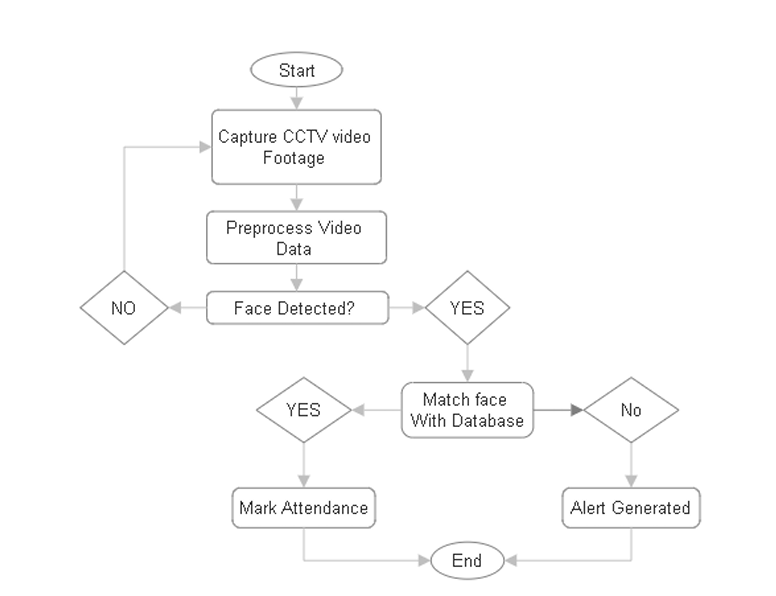 Start
Capture CCTV video
Footage
Preprocess Video
Data
NO
Face Detected?
YES
YES
Match face
With Database
No
Mark Attendance
Alert Generated
End